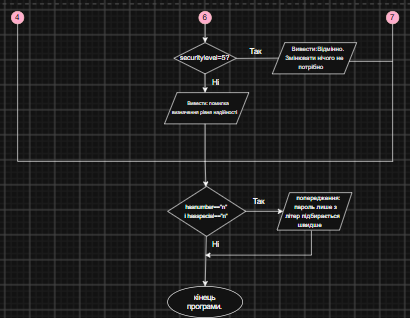 4
6
7
securitylevel=5?
Так
Вивести:Відмінно.
Змінювати нічого не
потрібно
Ні
Вивести: помилка
визначення рівня надійності
hasnumber=="n"
і hasspecial=="n"
Так
попередження:
пароль лише з
літер підбирається
швидше
Ні
кінець
програми.